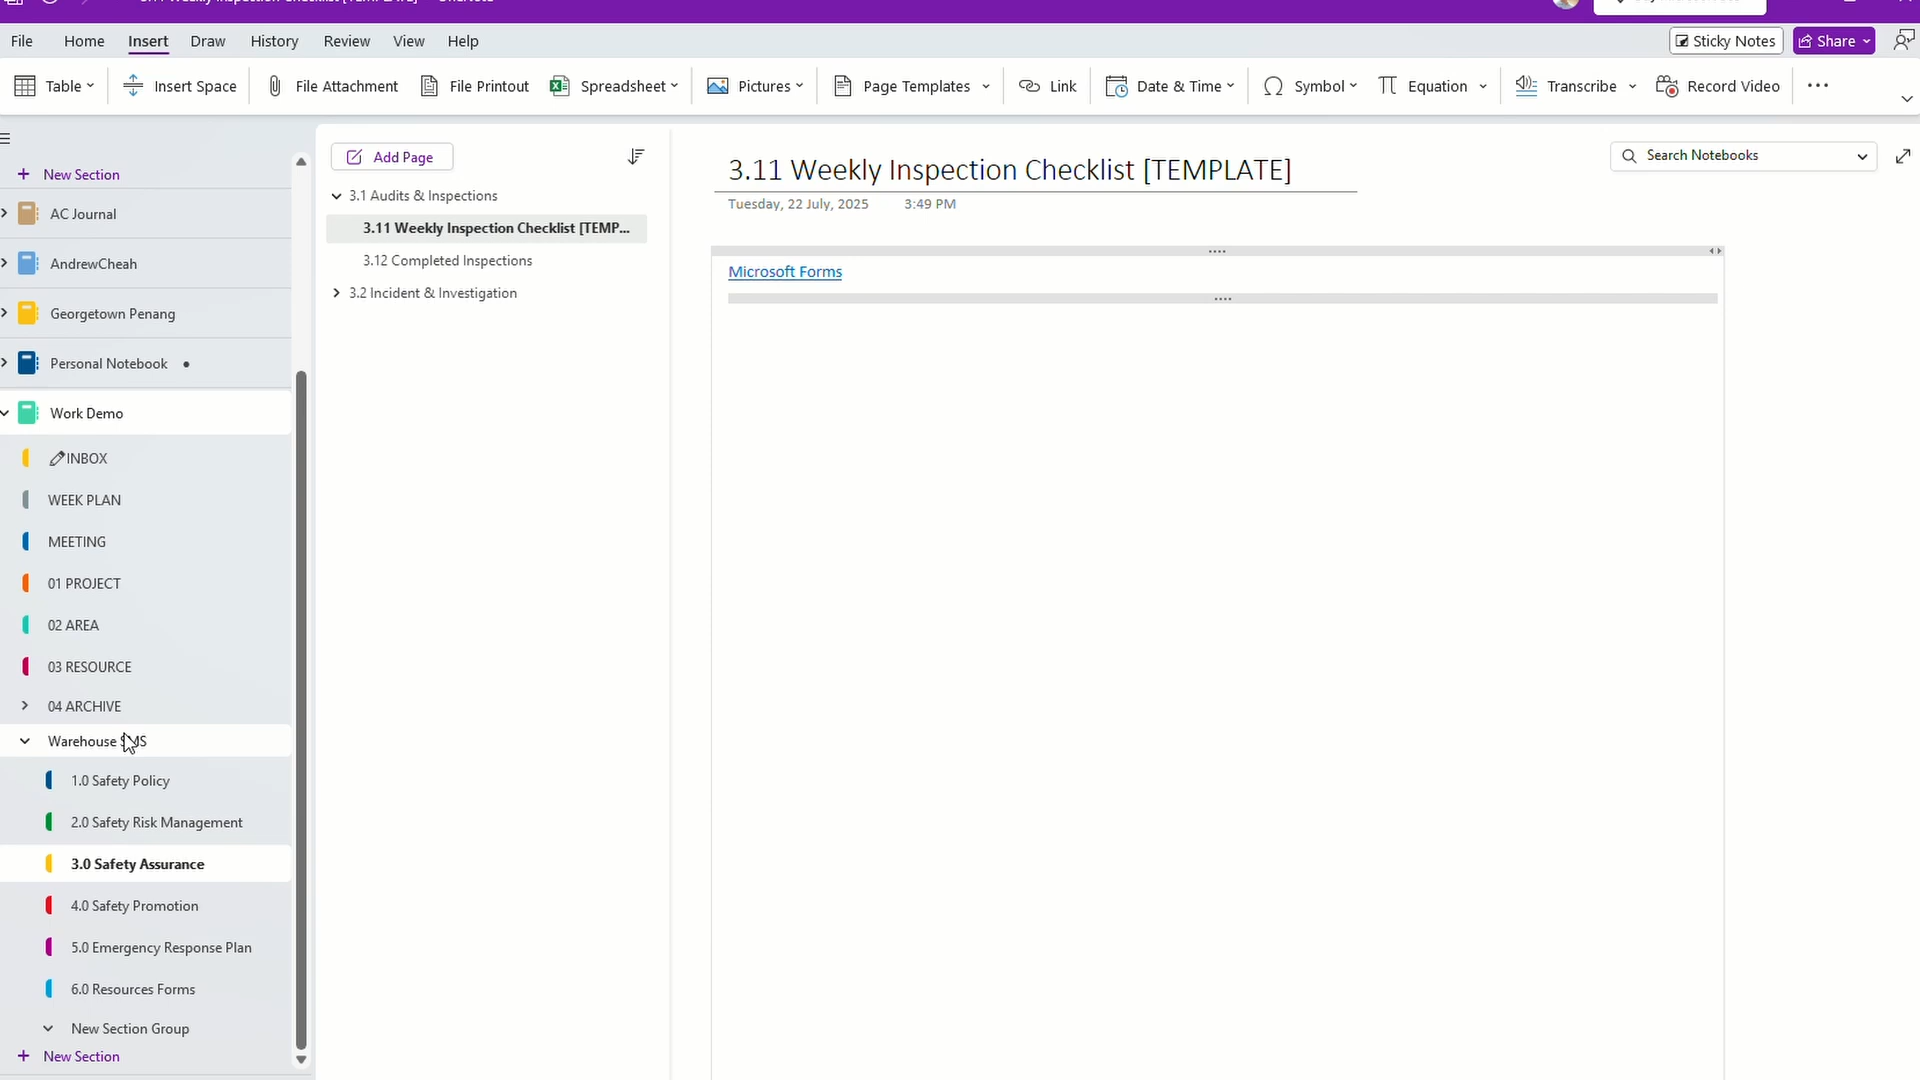 File Home Insert Draw History Review View Help Sticky Notes Share
Table Insert Space File Attachment File Printout Spreadsheet Pictures Page Templates Link Date & Time Symbol Equation Transcribe Record Video
New Section
AC Journal
AndrewCheah
Georgetown Penang
Personal Notebook
Work Demo
INBOX
WEEK PLAN
MEETING
01 PROJECT
02 AREA
03 RESOURCE
04 ARCHIVE
Warehouse SMS
1.0 Safety Policy
2.0 Safety Risk Management
3.0 Safety Assurance
4.0 Safety Promotion
5.0 Emergency Response Plan
6.0 Resources Forms
New Section Group
New Section
Add Page
3.1 Audits & Inspections
3.11 Weekly Inspection Checklist [TEMP...
3.12 Completed Inspections
3.2 Incident & Investigation
3.11 Weekly Inspection Checklist [TEMPLATE]
Tuesday, 22 July, 2025 3:49 PM
Search Notebooks
Microsoft Forms